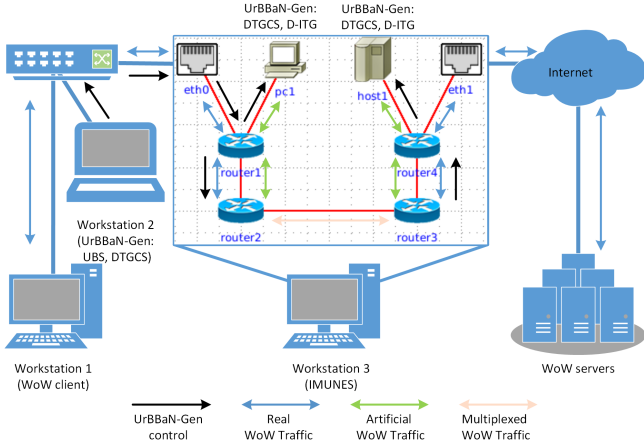 UrBBaN-Gen:
DTGCS, D-ITG
UrBBaN-Gen:
DTGCS, D-ITG
Internet
eth0
pc1
host1
eth1
router1
router4
router2
router3
Workstation 2
(UrBBaN-Gen:
UBS, DTGCS)
Workstation 1
(WoW client)
Workstation 3
(IMUNES)
WoW servers
UrBBaN-Gen
control
Real
WoW Traffic
Artificial
WoW Traffic
Multiplexed
WoW Traffic